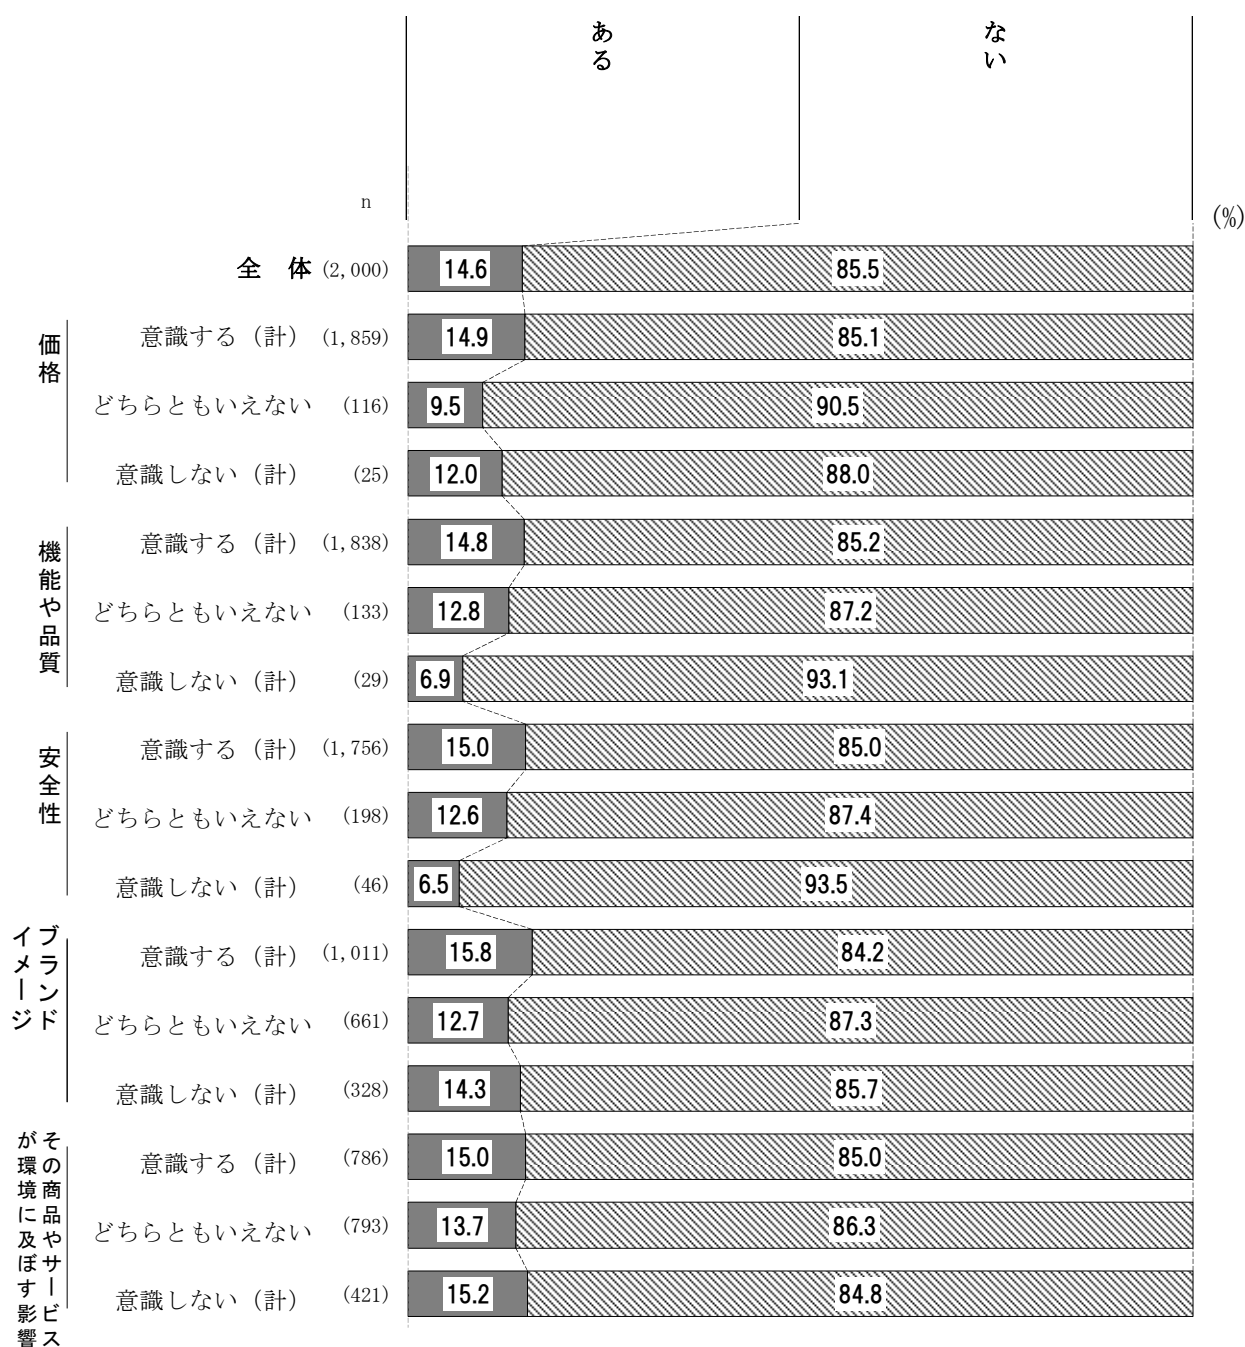 ある
ない
n
(%)
全 体 (2,000) 14.6 85.5
価格
意識する (計) (1,859) 14.9 85.1
どちらともいえない (116) 9.5 90.5
意識しない (計) (25) 12.0 88.0
機能や品質
意識する (計) (1,838) 14.8 85.2
どちらともいえない (133) 12.8 87.2
意識しない (計) (29) 6.9 93.1
安全性
意識する (計) (1,756) 15.0 85.0
どちらともいえない (198) 12.6 87.4
意識しない (計) (46) 6.5 93.5
ブランド
イメージ
意識する (計) (1,011) 15.8 84.2
どちらともいえない (661) 12.7 87.3
意識しない (計) (328) 14.3 85.7
その商品やサービス
が環境に及ぼす影響
意識する (計) (786) 15.0 85.0
どちらともいえない (793) 13.7 86.3
意識しない (計) (421) 15.2 84.8